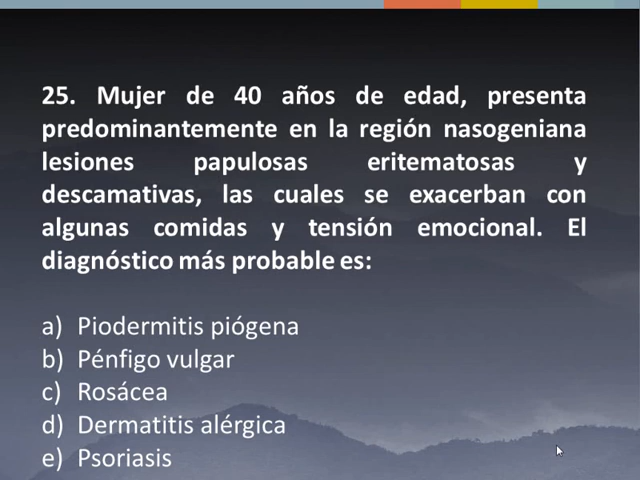 25. Mujer de 40 años de edad, presenta
predominantemente en la región nasogeniana
lesiones papulosas eritematosas y
descamativas, las cuales se exacerban con
algunas comidas y tensión emocional. El
diagnóstico más probable es:
a) Piodermitis piógena
b) Pénfigo vulgar
c) Rosácea
d) Dermatitis alérgica
e) Psoriasis